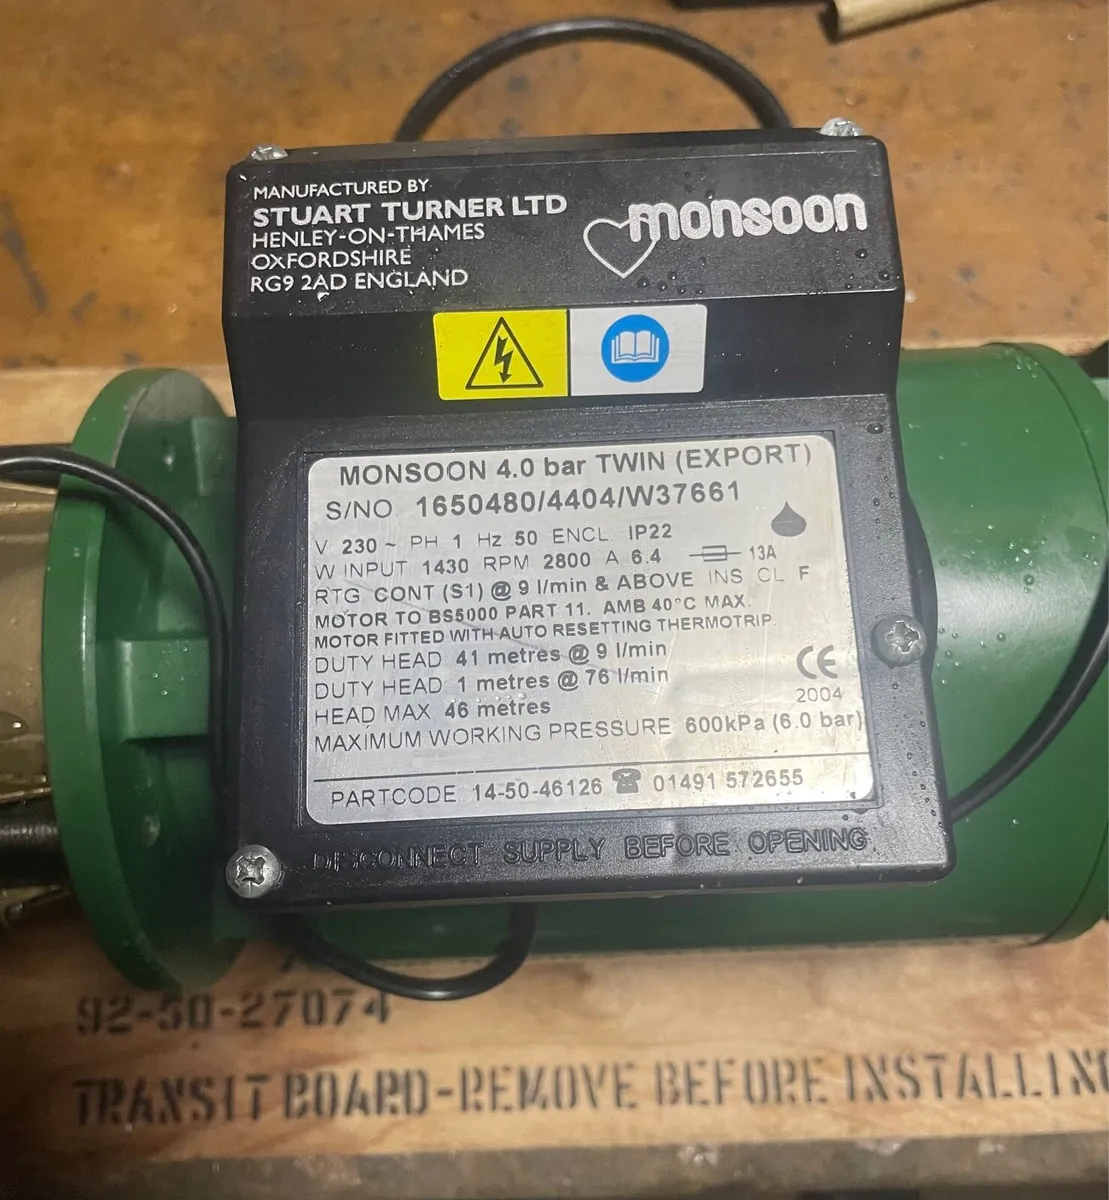 MANUFACTURED BY
STUART TURNER LTD
HENLEY-ON-THAMES
OXFORDSHIRE
RG9 2AD ENGLAND
monsoon
MONSOON 4.0 bar TWIN (EXPORT)
S/NO. 1650480/4404/W37661
V 230 ~ PH 1 Hz 50 ENCL IP22
W INPUT 1430 RPM 2800 A 6.4 13A
RTG CONT (S1) @ 9 l/min & ABOVE INS CL F
MOTOR TO BS5000 PART 11. AMB 40°C MAX.
MOTOR FITTED WITH AUTO RESETTING THERMOTRIP.
DUTY HEAD 41 metres @ 9 l/min
DUTY HEAD 1 metres @ 76 l/min
HEAD MAX 46 metres
CE
2004
MAXIMUM WORKING PRESSURE 600kPa (6.0 bar)
PARTCODE 14-50-46126 ☎ 01491 572655
DISCONNECT SUPPLY BEFORE OPENING
92-50-27074
TRANSIT BOARD-REMOVE BEFORE INSTALLING